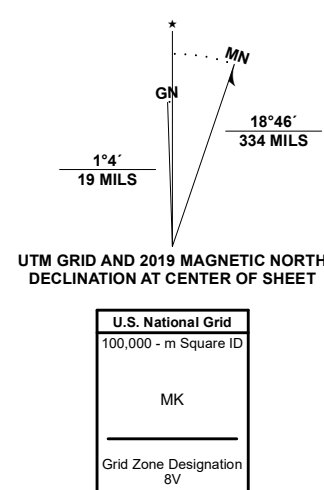 ★
MN
GN
18°46´
334 MILS
1°4´
19 MILS
UTM GRID AND 2019 MAGNETIC NORTH
DECLINATION AT CENTER OF SHEET
U.S. National Grid
100,000 - m Square ID
MK
Grid Zone Designation
8V